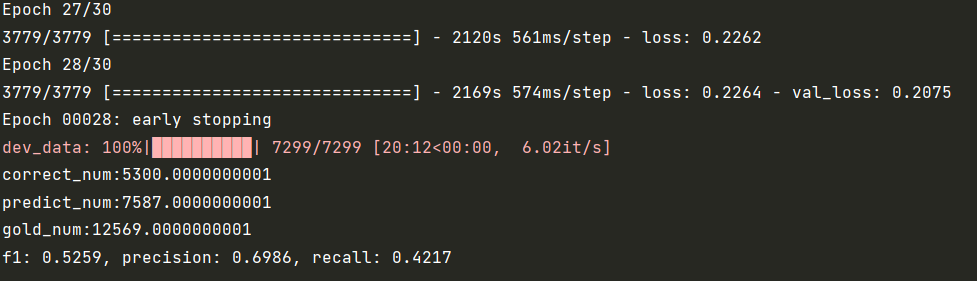 Epoch 27/30
3779/3779 [==============================] - 2120s 561ms/step - loss: 0.2262
Epoch 28/30
3779/3779 [==============================] - 2169s 574ms/step - loss: 0.2264 - val_loss: 0.2075
Epoch 00028: early stopping
dev_data: 100%|██████████| 7299/7299 [20:12<00:00,  6.02it/s]
correct_num:5300.0000000001
predict_num:7587.0000000001
gold_num:12569.0000000001
f1: 0.5259, precision: 0.6986, recall: 0.4217